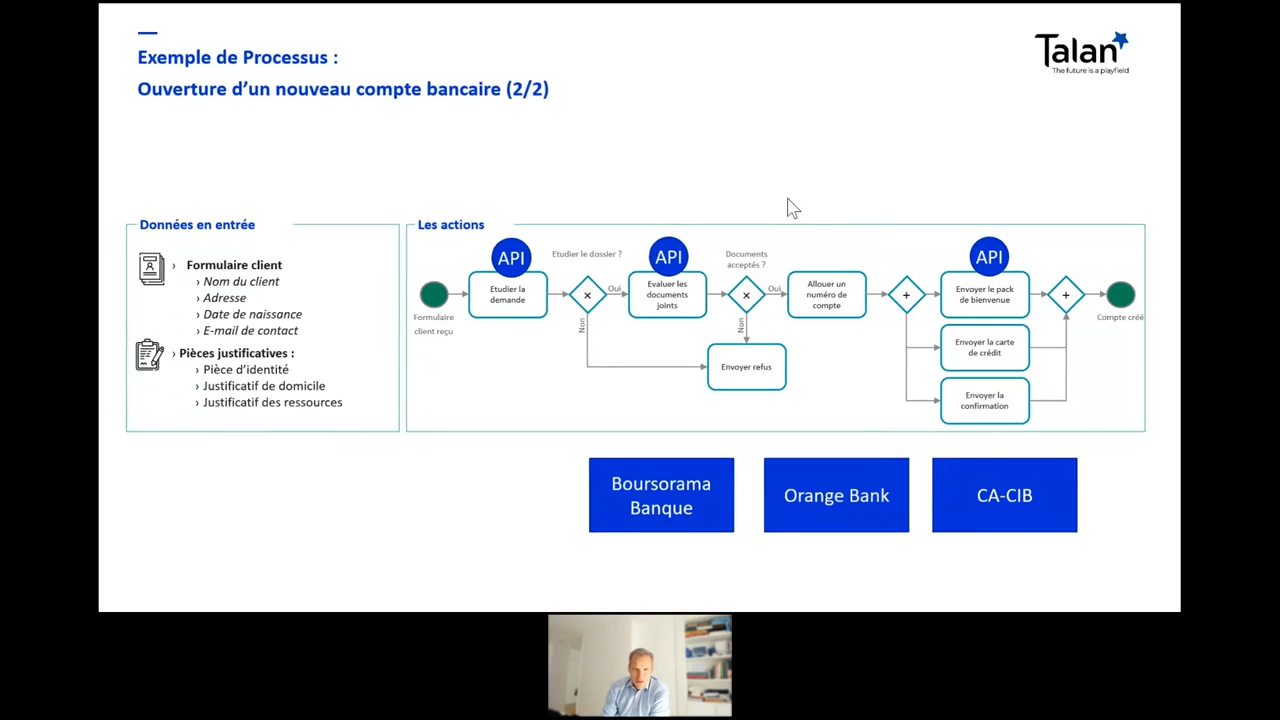 Exemple de Processus :
Ouverture d’un nouveau compte bancaire (2/2)
Talan
The future is a playfield
Données en entrée
› Formulaire client
› Nom du client
› Adresse
› Date de naissance
› E-mail de contact
› Pièces justificatives :
› Pièce d’identité
› Justificatif de domicile
› Justificatif des ressources
Les actions
Formulaire
client reçu
API
Etudier la
demande
Etudier le dossier ?
×
Oui
Non
API
Evaluer les
documents
joints
Documents
acceptés ?
×
Oui
Non
Envoyer refus
Allouer un
numéro de
compte
+
API
Envoyer le pack
de bienvenue
Envoyer la carte
de crédit
Envoyer la
confirmation
+
Compte créé
Boursorama
Banque
Orange Bank
CA-CIB